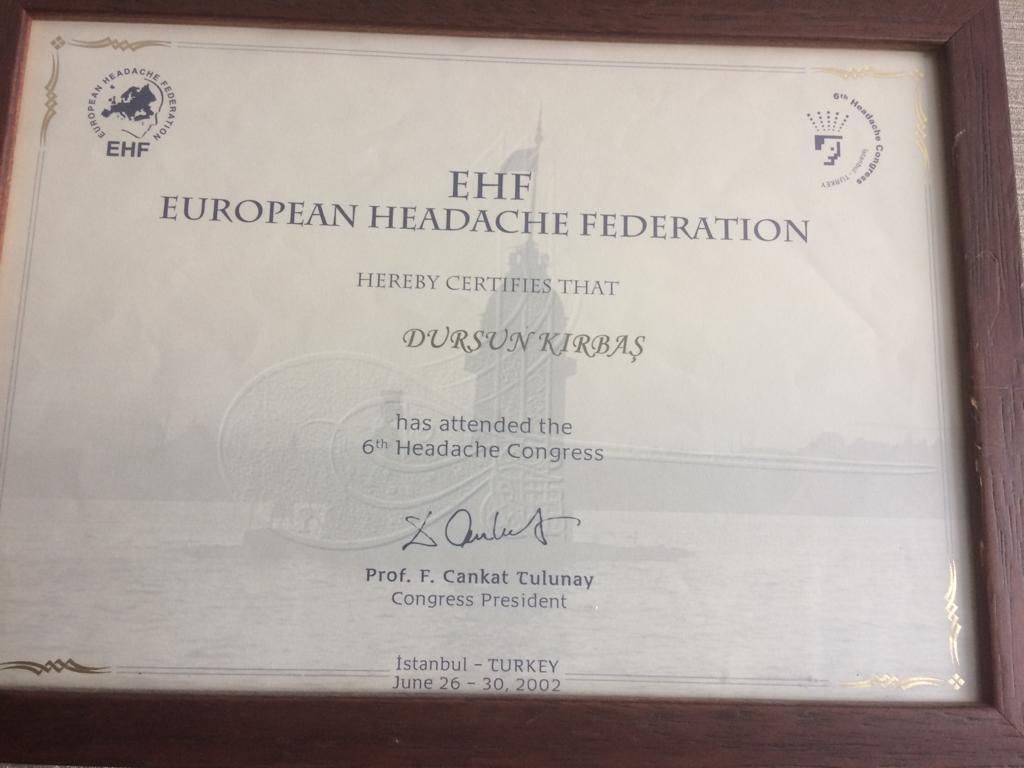 EUROPEAN HEADACHE FEDERATION
EHF
6th Headache Congress
İstanbul - TURKEY
EHF
EUROPEAN HEADACHE FEDERATION
HEREBY CERTIFIES THAT
DURSUN KIRBAŞ
has attended the
6th Headache Congress
Prof. F. Cankat Tulunay
Congress President
İstanbul - TURKEY
June 26 - 30, 2002